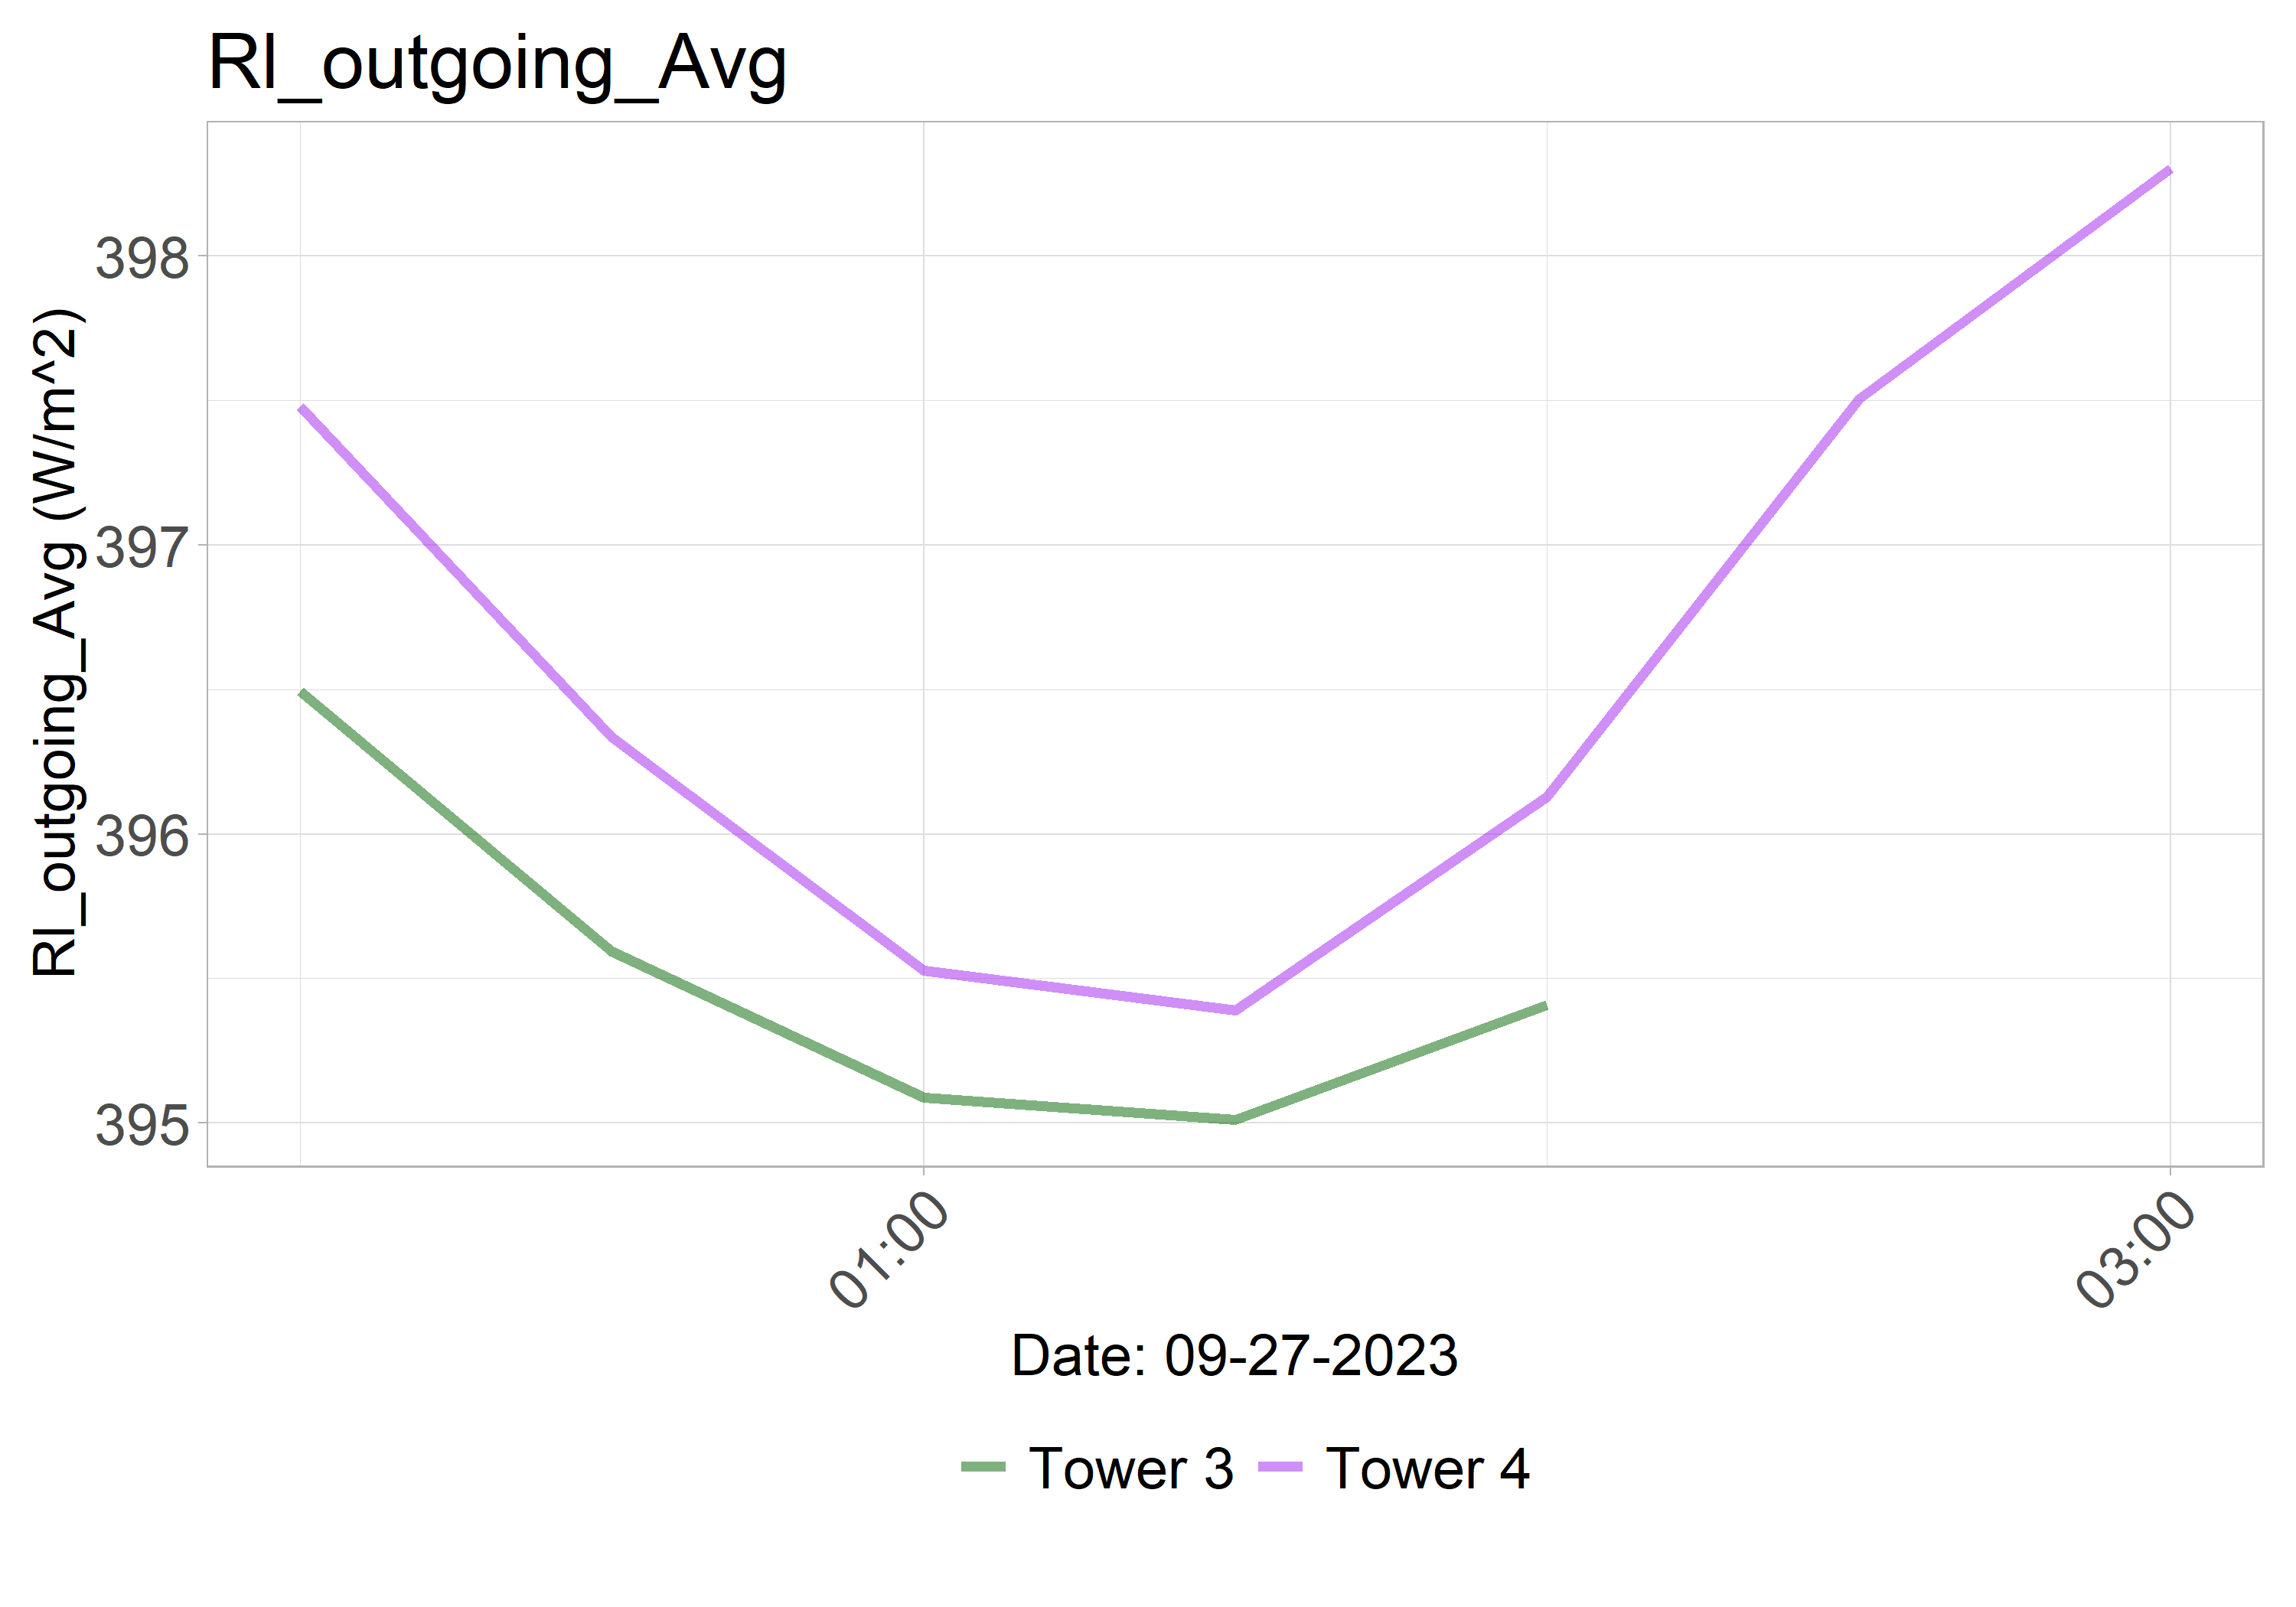 Rl_outgoing_Avg
Rl_outgoing_Avg (W/m^2)
398
397
396
395
01:00
03:00
Date: 09-27-2023
Tower 3
Tower 4